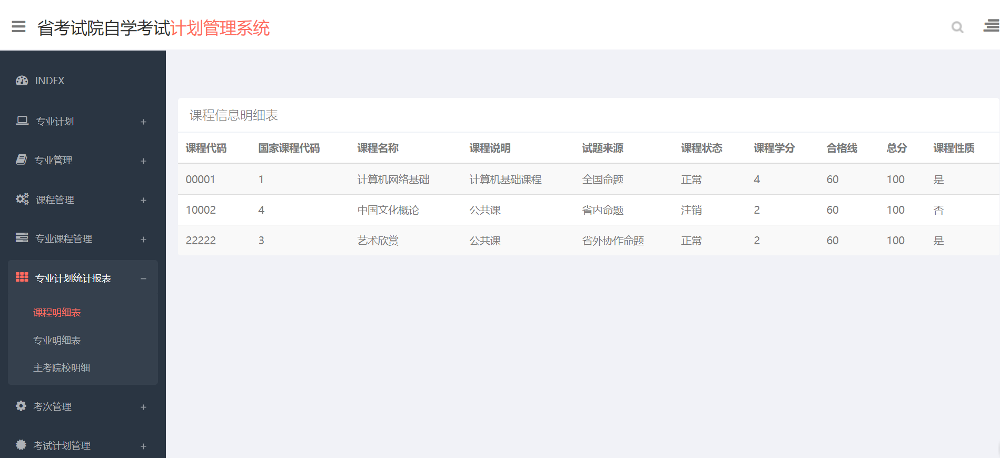 省考试院自学考试计划管理系统
INDEX
专业计划 +
专业管理 +
课程管理 +
专业课程管理 +
专业计划统计报表 −
课程明细表
专业明细表
主考院校明细
考次管理 +
考试计划管理 +
课程信息明细表
课程代码 国家课程代码 课程名称 课程说明 试题来源 课程状态 课程学分 合格线 总分 课程性质
00001 1 计算机网络基础 计算机基础课程 全国命题 正常 4 60 100 是
10002 4 中国文化概论 公共课 省内命题 注销 2 60 100 否
22222 3 艺术欣赏 公共课 省外协作命题 正常 2 60 100 是